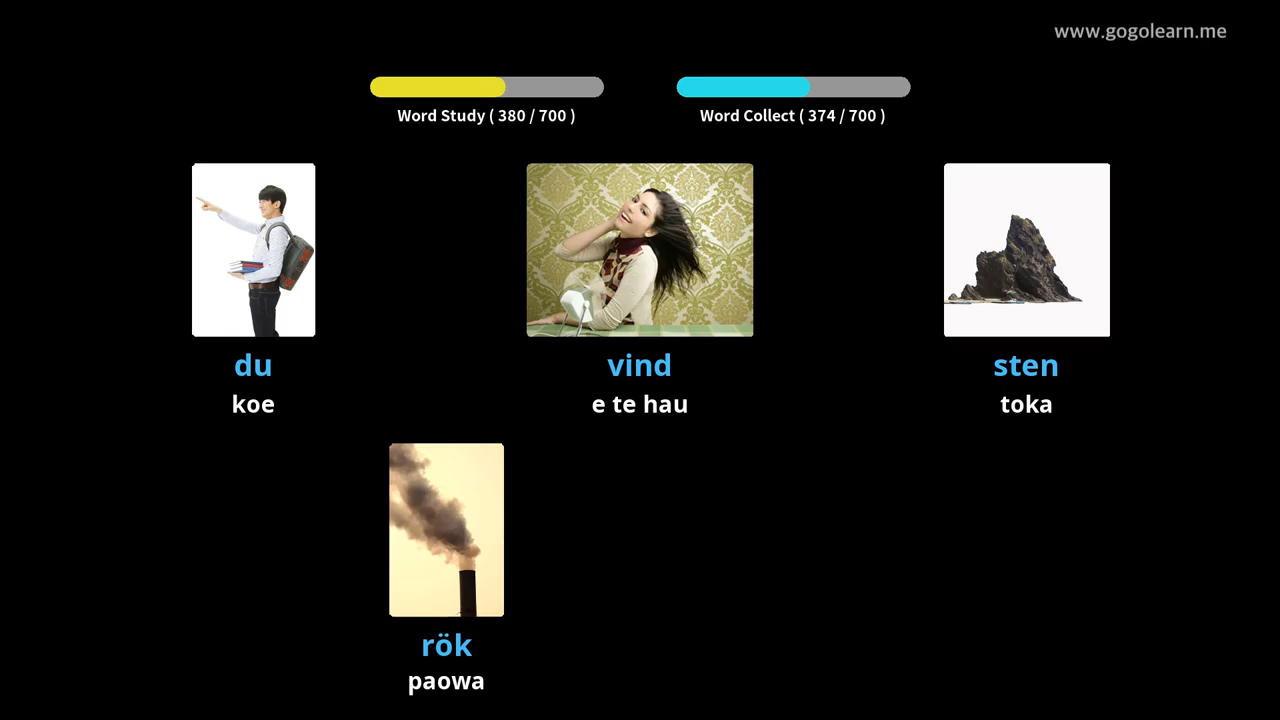 www.gogolearn.me
Word Study ( 380 / 700 )
Word Collect ( 374 / 700 )
du
koe
vind
e te hau
sten
toka
rök
paowa